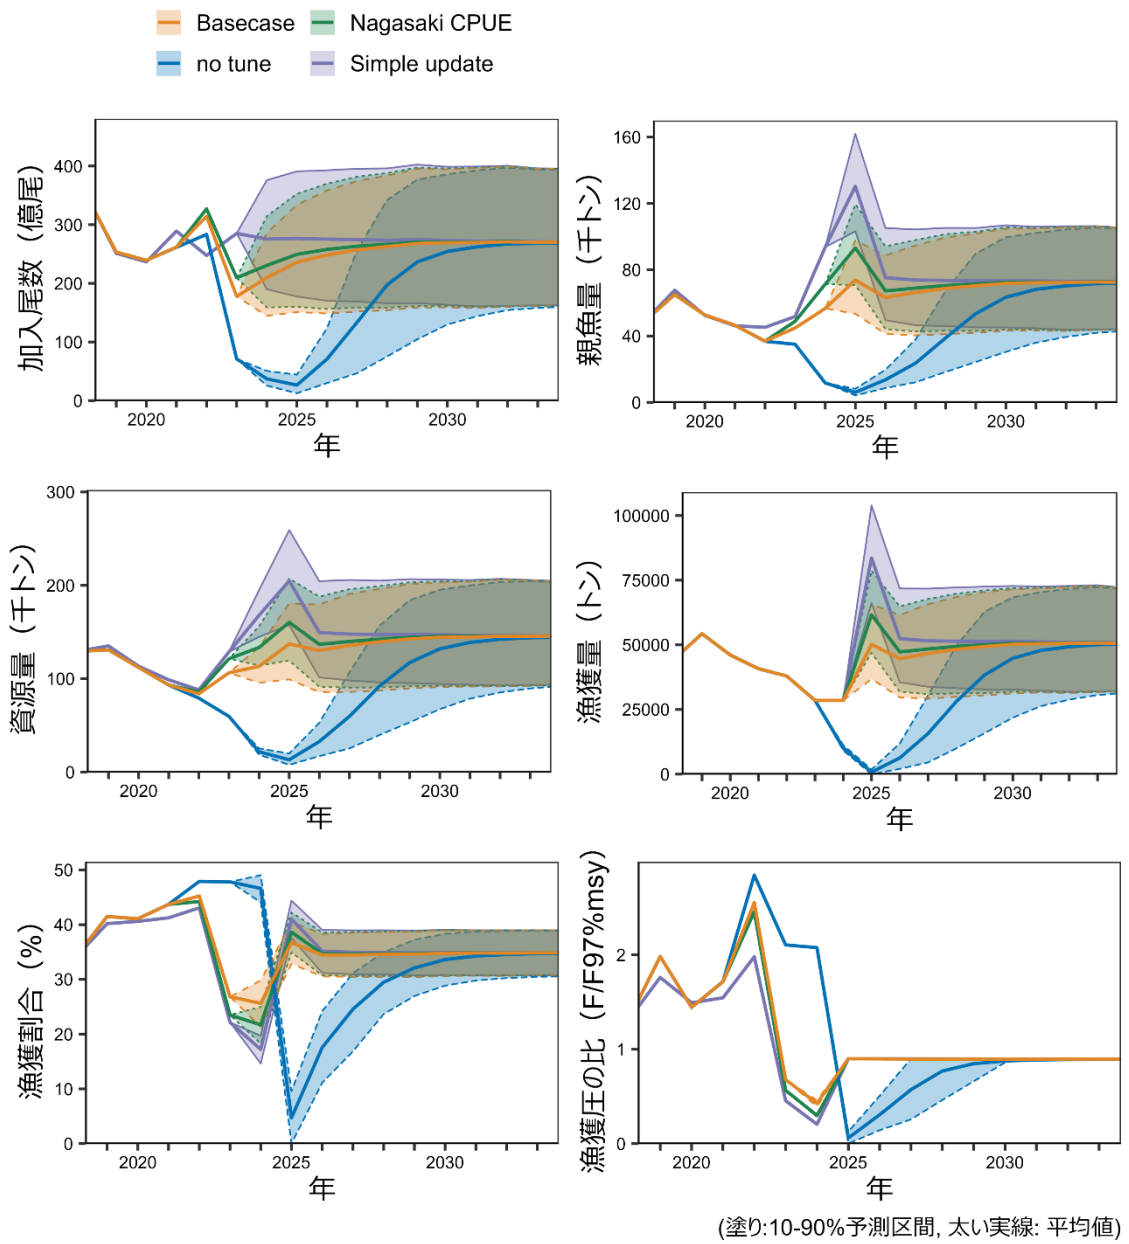 Basecase
Nagasaki CPUE
no tune
Simple update
加入尾数（億尾）
400
300
200
100
0
2020
2025
2030
年
親魚量（千トン）
160
120
80
40
0
2020
2025
2030
年
資源量（千トン）
300
200
100
0
2020
2025
2030
年
漁獲量（トン）
100000
75000
50000
25000
0
2020
2025
2030
年
漁獲割合（%）
50
40
30
20
10
0
2020
2025
2030
年
漁獲圧の比（F/F97%msy）
2
1
0
2020
2025
2030
年
(塗り:10-90%予測区間, 太い実線: 平均値)